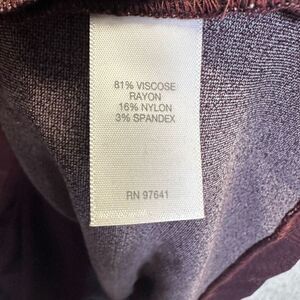 81% VISCOSE
RAYON
16% NYLON
3% SPANDEX
RN 97641